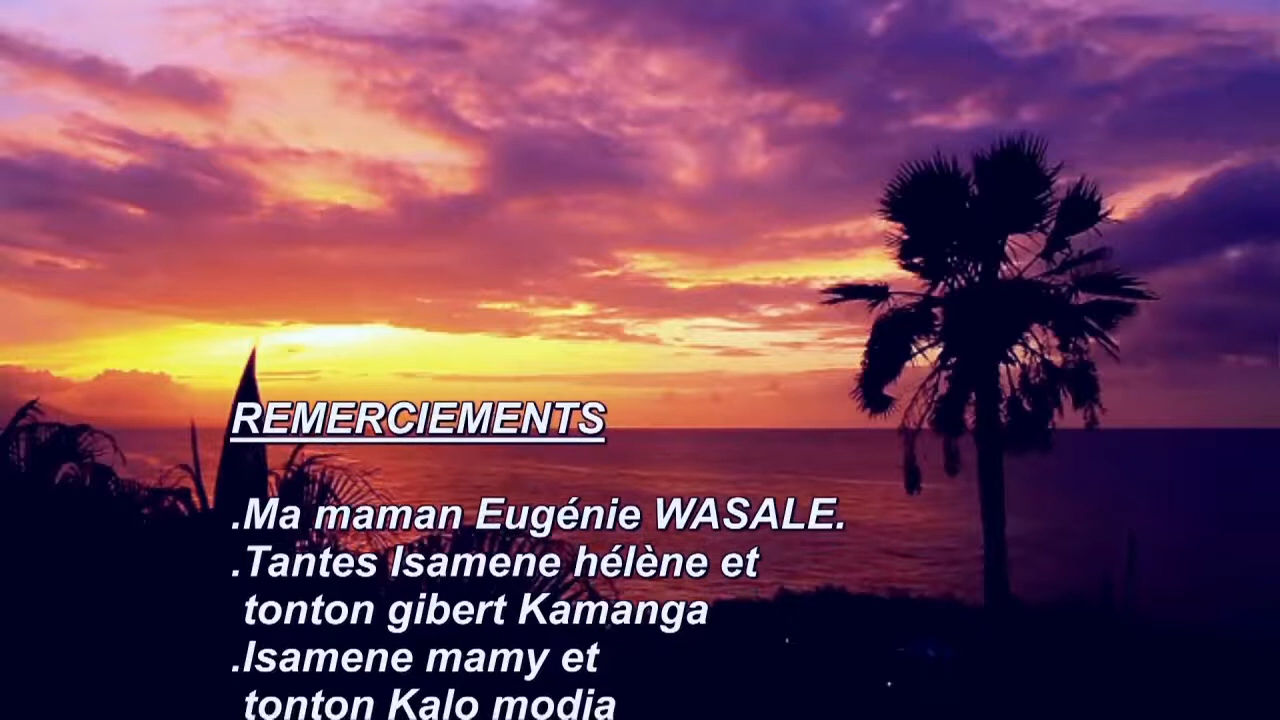 REMERCIEMENTS
.Ma maman Eugénie WASALE.
.Tantes Isamene hélène et
tonton gibert Kamanga
.Isamene mamy et
tonton Kalo modia